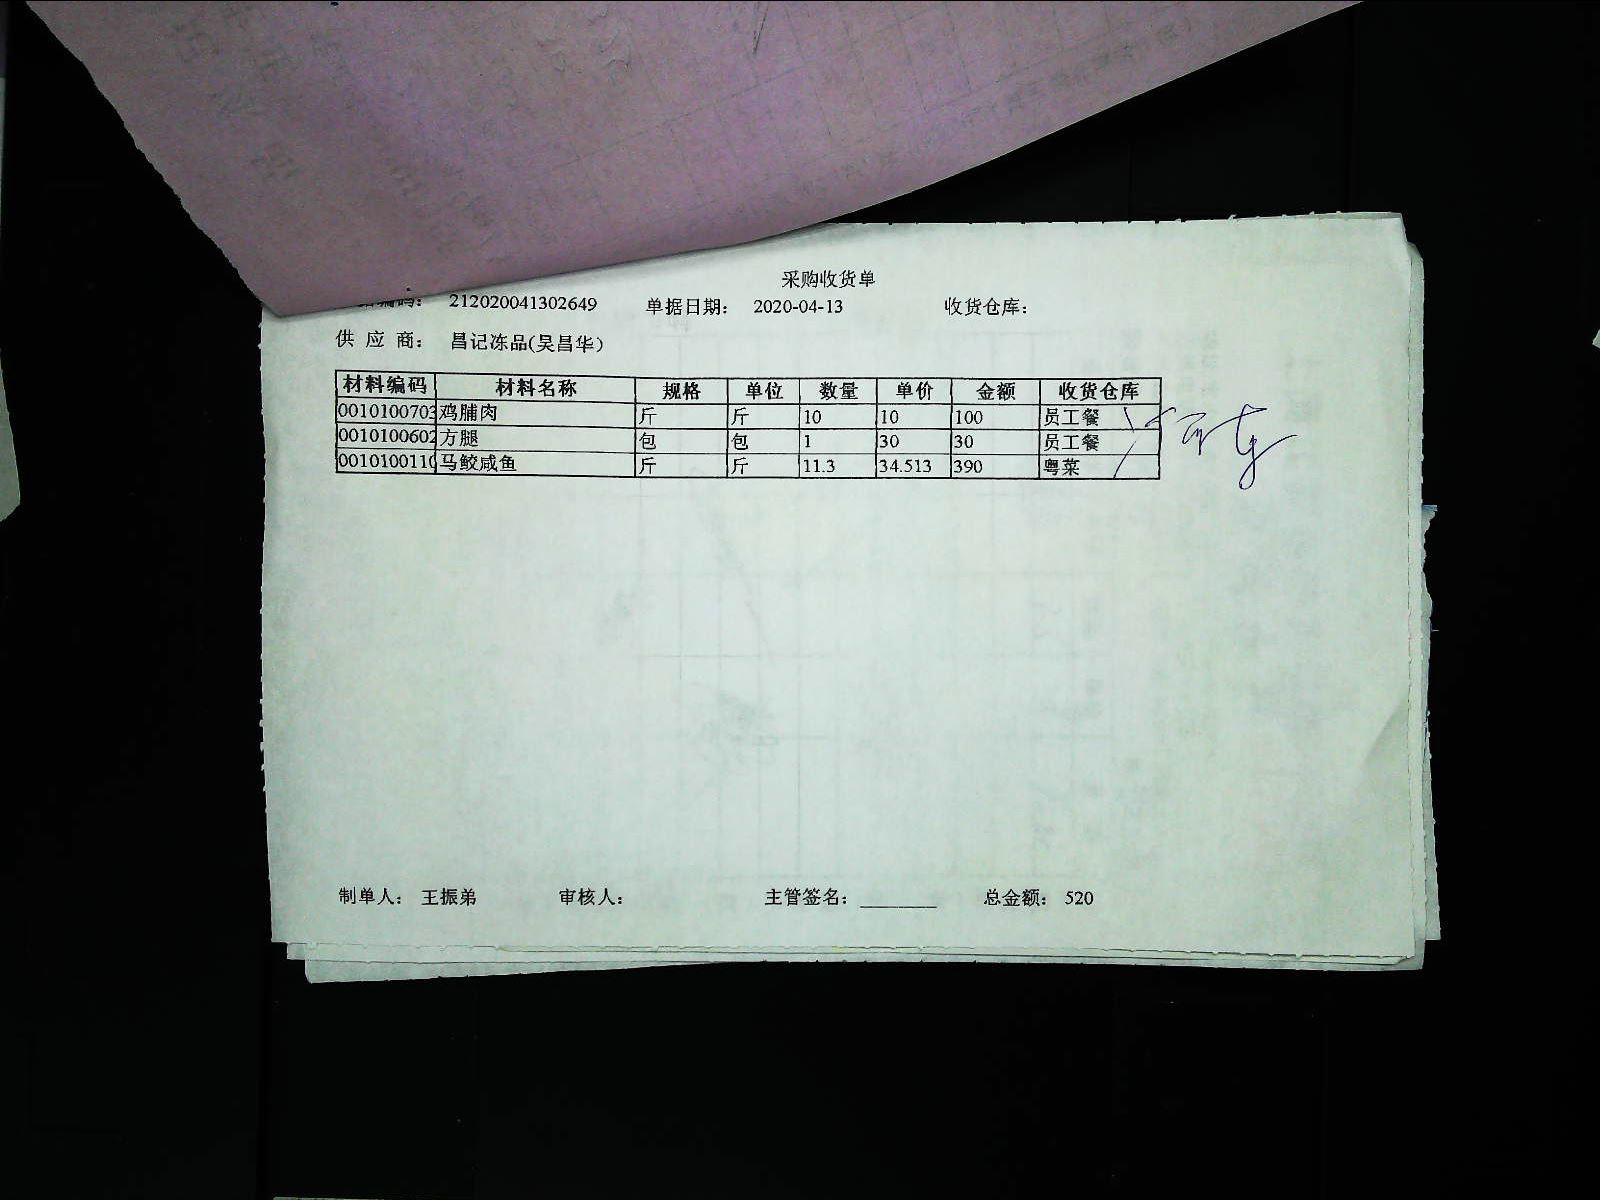 采购收货单
编码： 212020041302649 单据日期： 2020-04-13 收货仓库：
供 应 商： 昌记冻品(吴昌华)
材料编码 材料名称 规格 单位 数量 单价 金额 收货仓库
0010100703 鸡脯肉 斤 斤 10 10 100 员工餐
0010100602 方腿 包 包 1 30 30 员工餐
001010011 马鲛咸鱼 斤 斤 11.3 34.513 390 粤菜
制单人： 王振弟 审核人： 主管签名： 总金额： 520